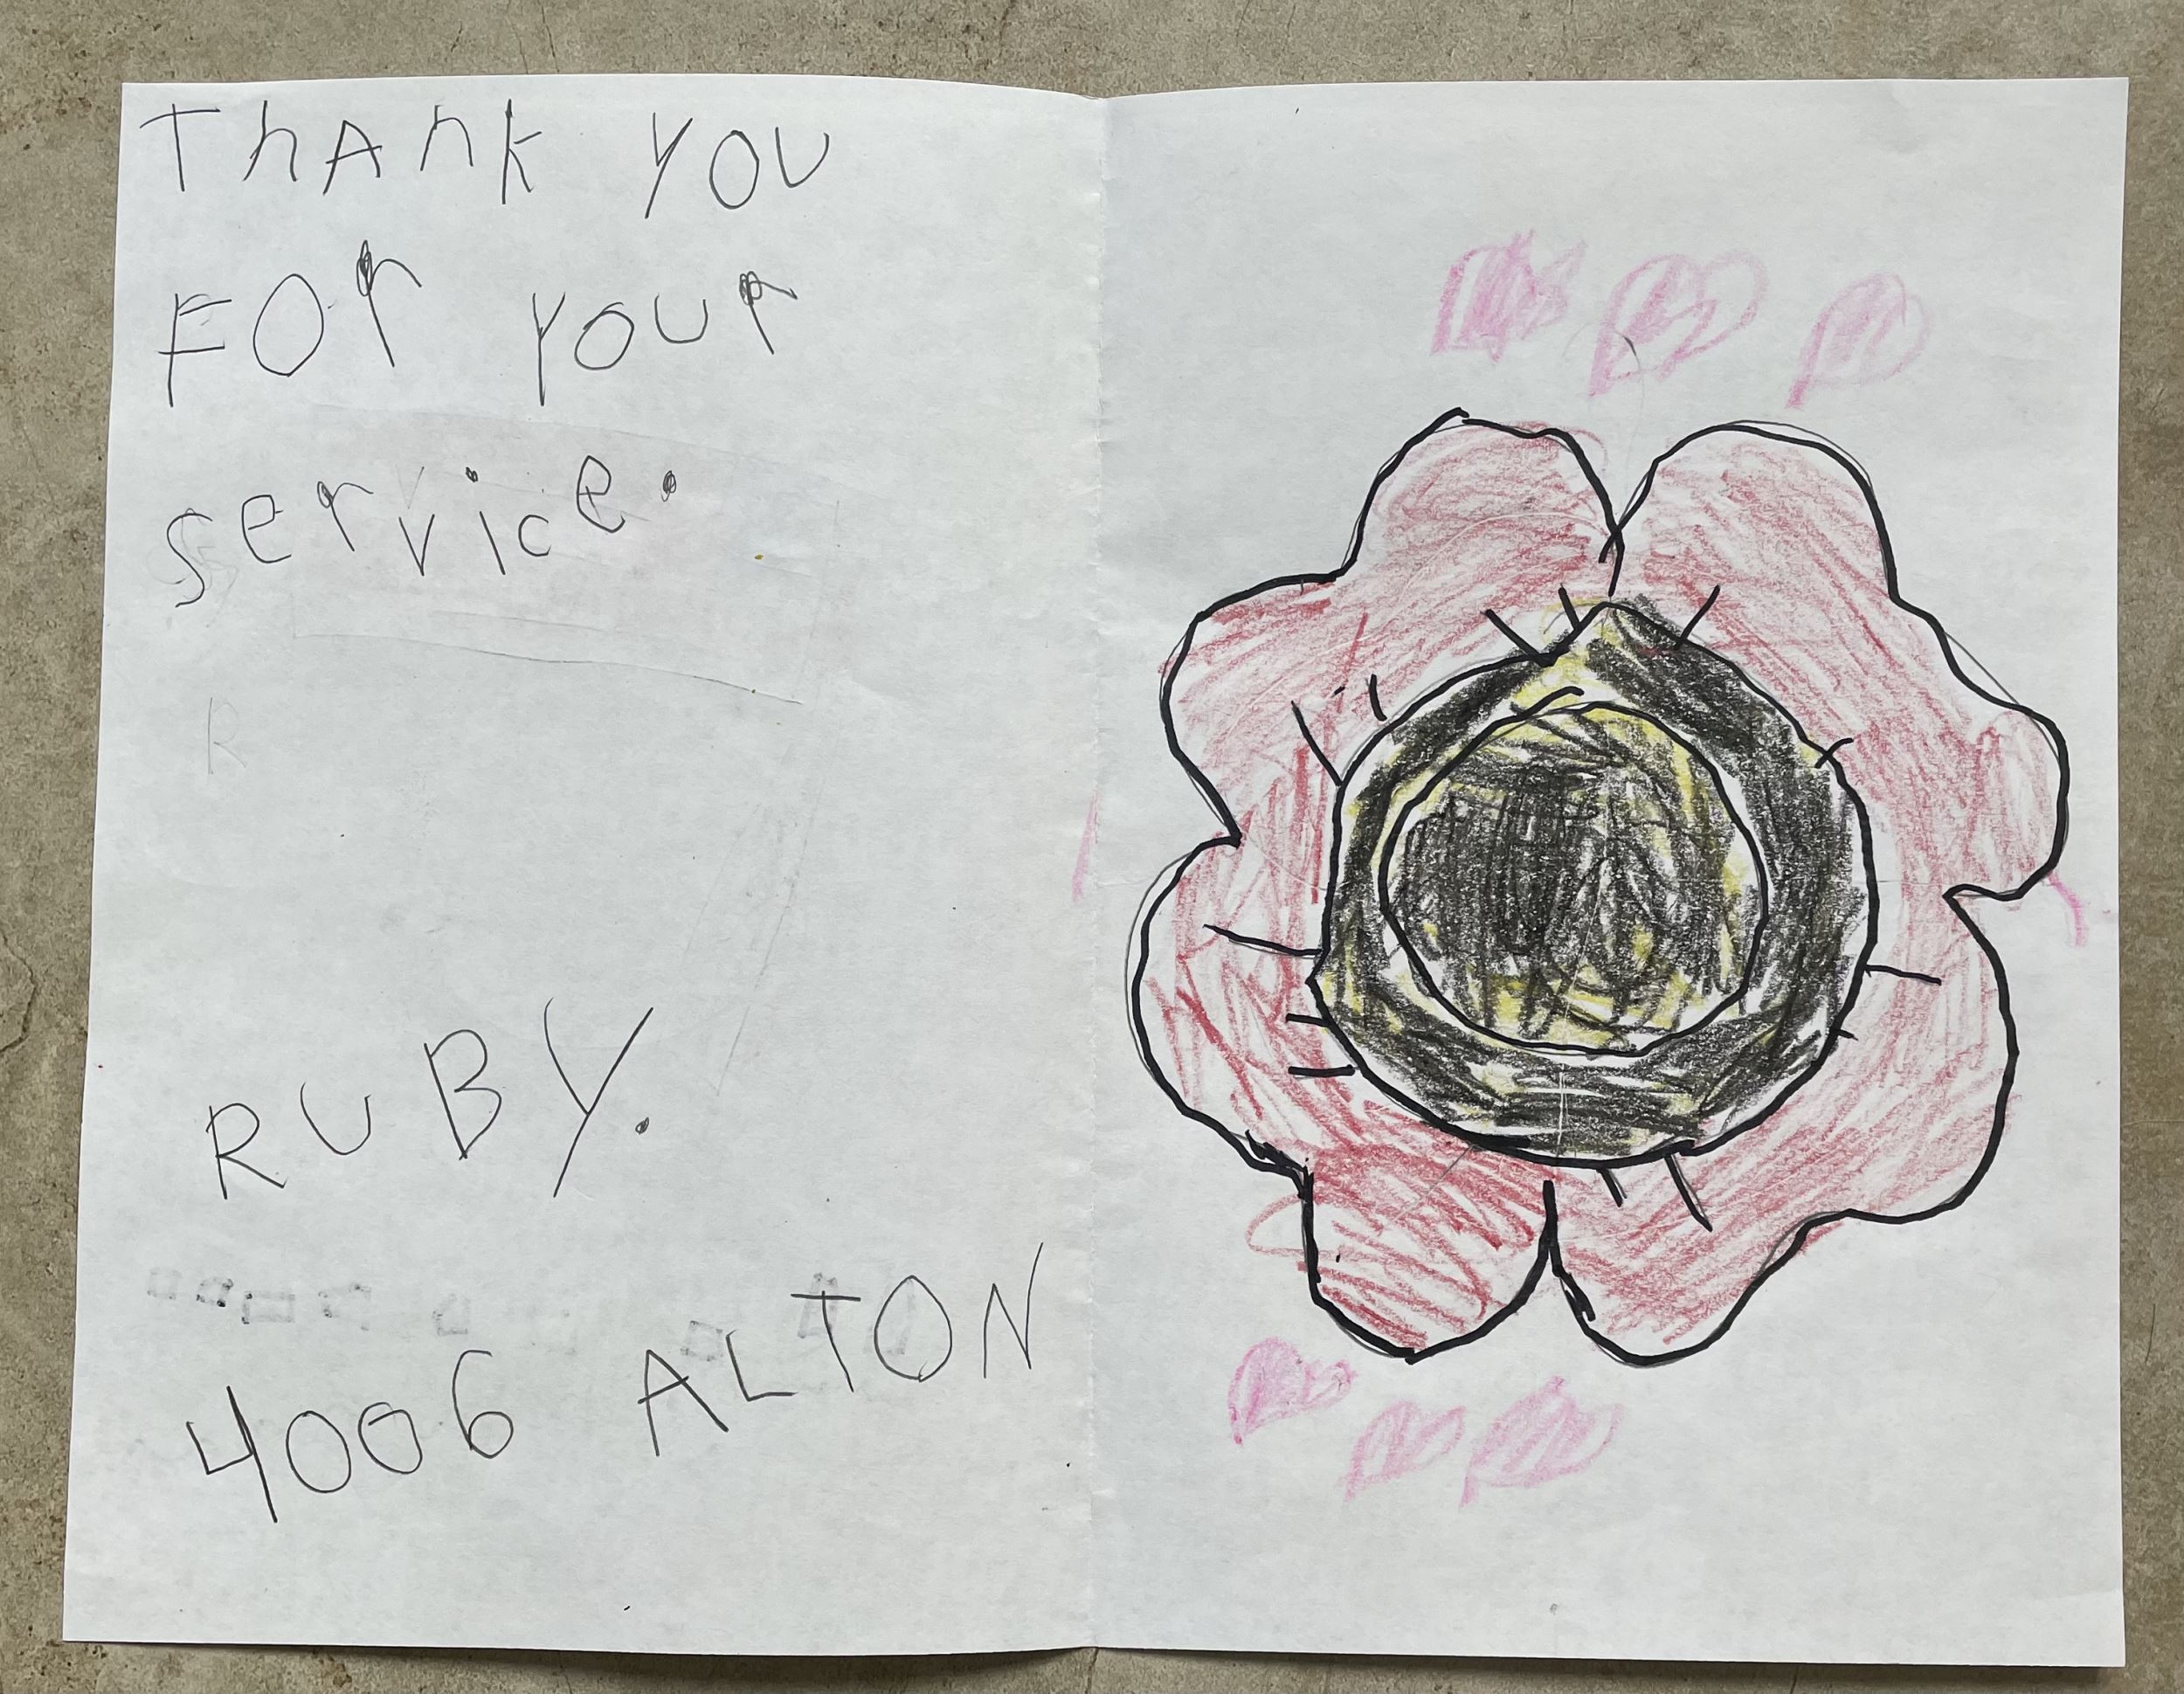 ThAnk YOU
FOr YOUr
service.
R
RUBY.
4006 ALTON